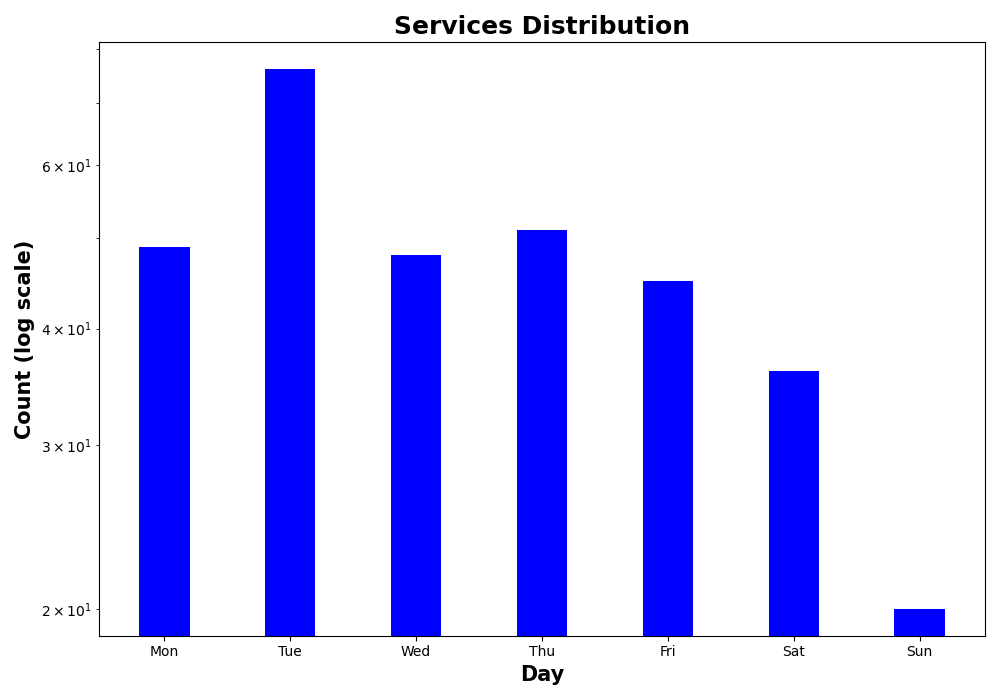 Services Distribution
Count (log scale)
6 × 10¹
4 × 10¹
3 × 10¹
2 × 10¹
Mon Tue Wed Thu Fri Sat Sun
Day